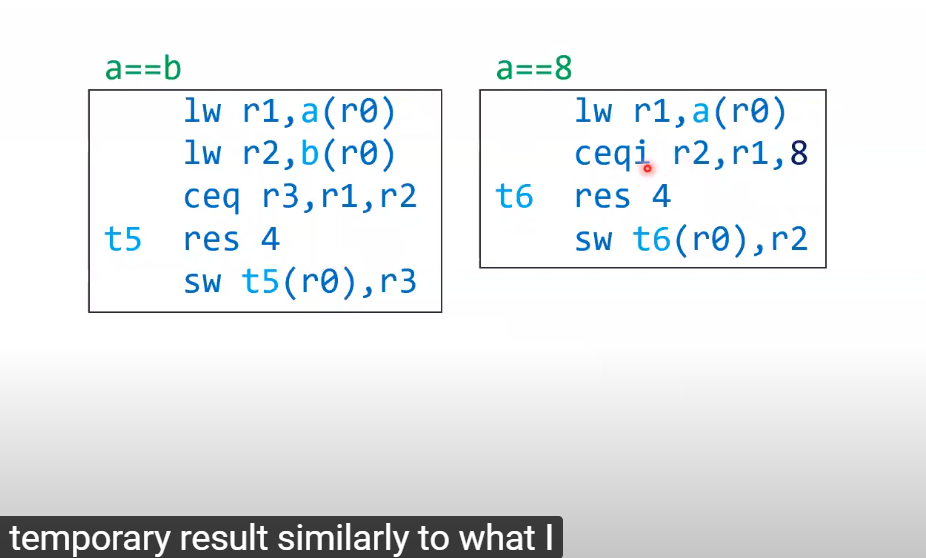 a==b
lw r1,a(r0)
lw r2,b(r0)
ceq r3,r1,r2
t5 res 4
sw t5(r0),r3
a==8
lw r1,a(r0)
ceqi r2,r1,8
t6 res 4
sw t6(r0),r2
temporary result similarly to what I